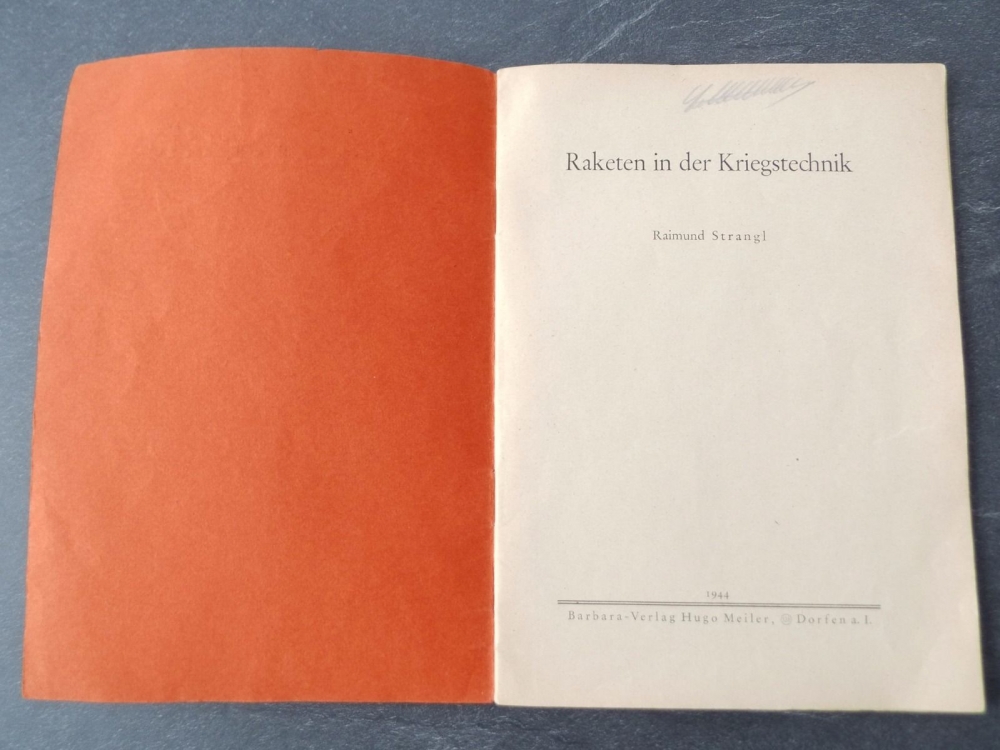 Raketen in der Kriegstechnik
Raimund Strangl
1944
Barbara-Verlag Hugo Meiler, Dorfen a. I.